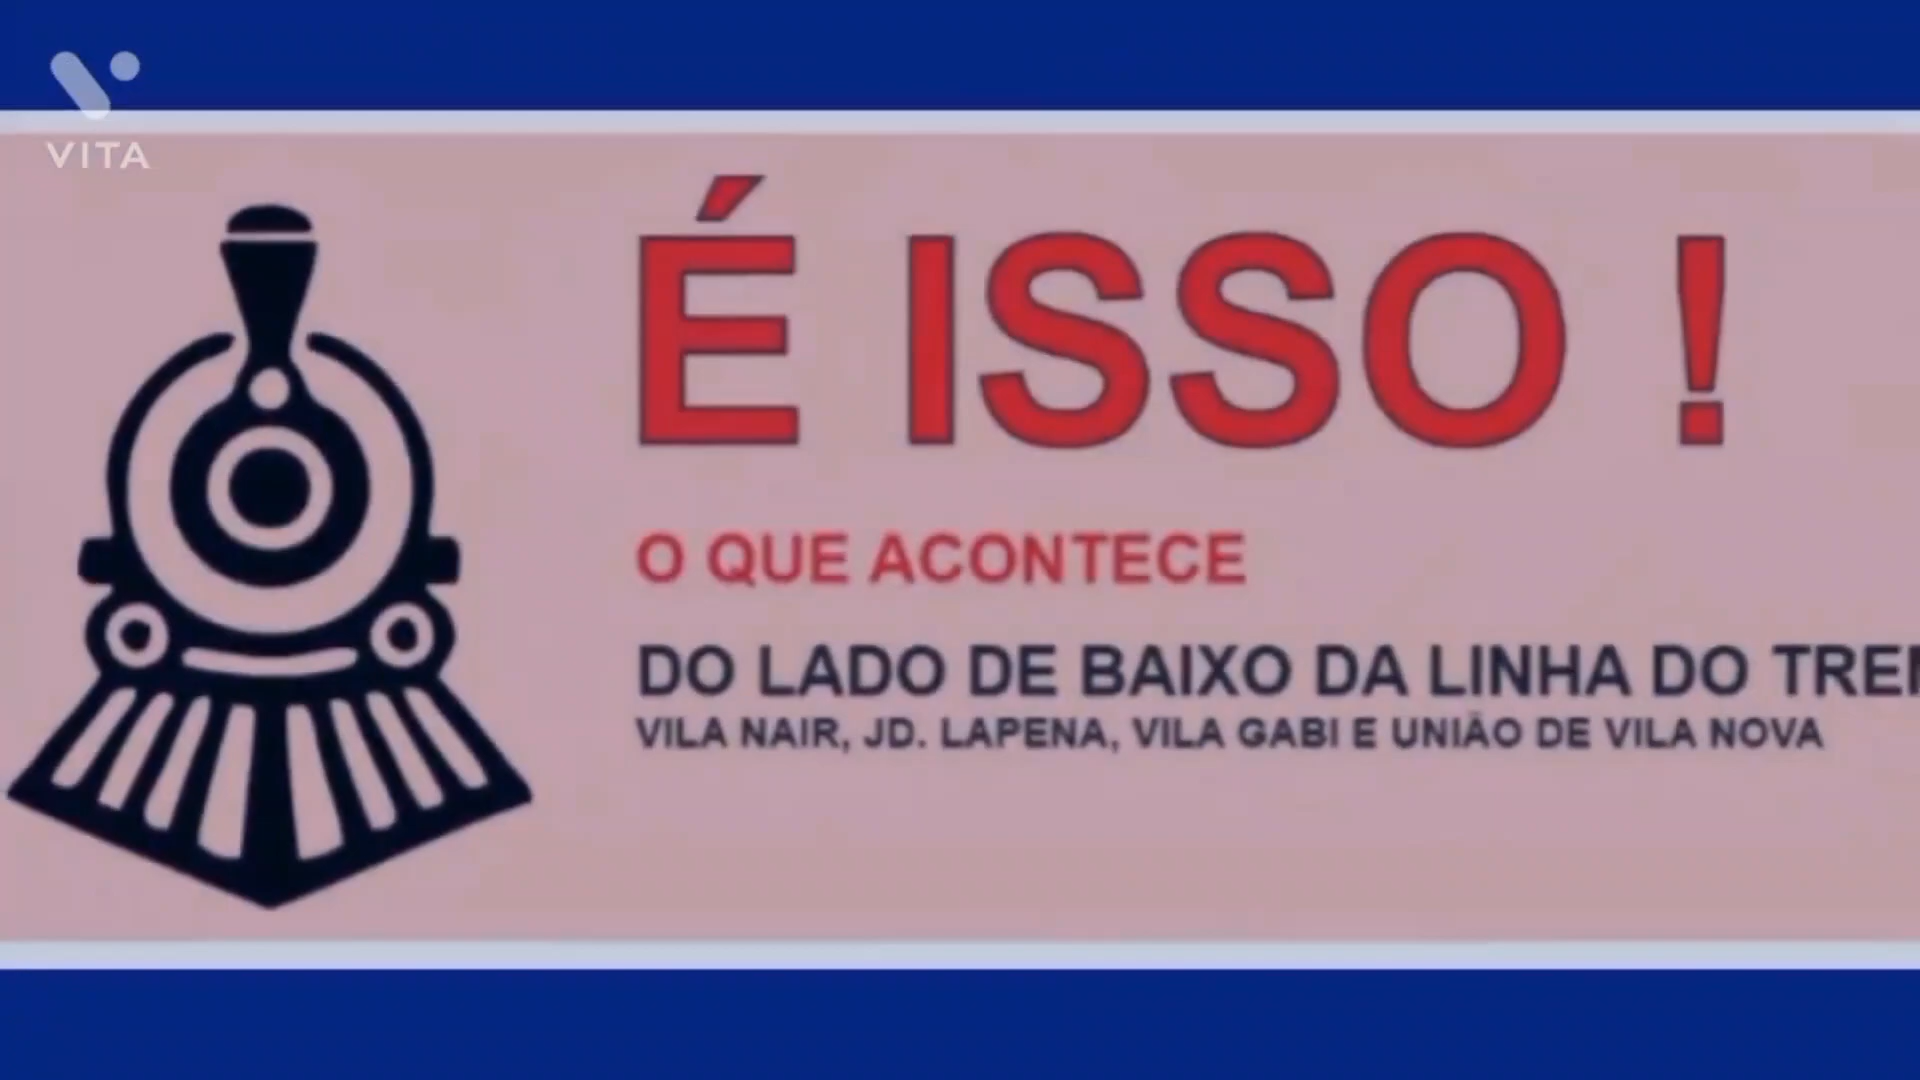 VITA
É ISSO !
O QUE ACONTECE
DO LADO DE BAIXO DA LINHA DO TREM
VILA NAIR, JD. LAPENA, VILA GABI E UNIÃO DE VILA NOVA